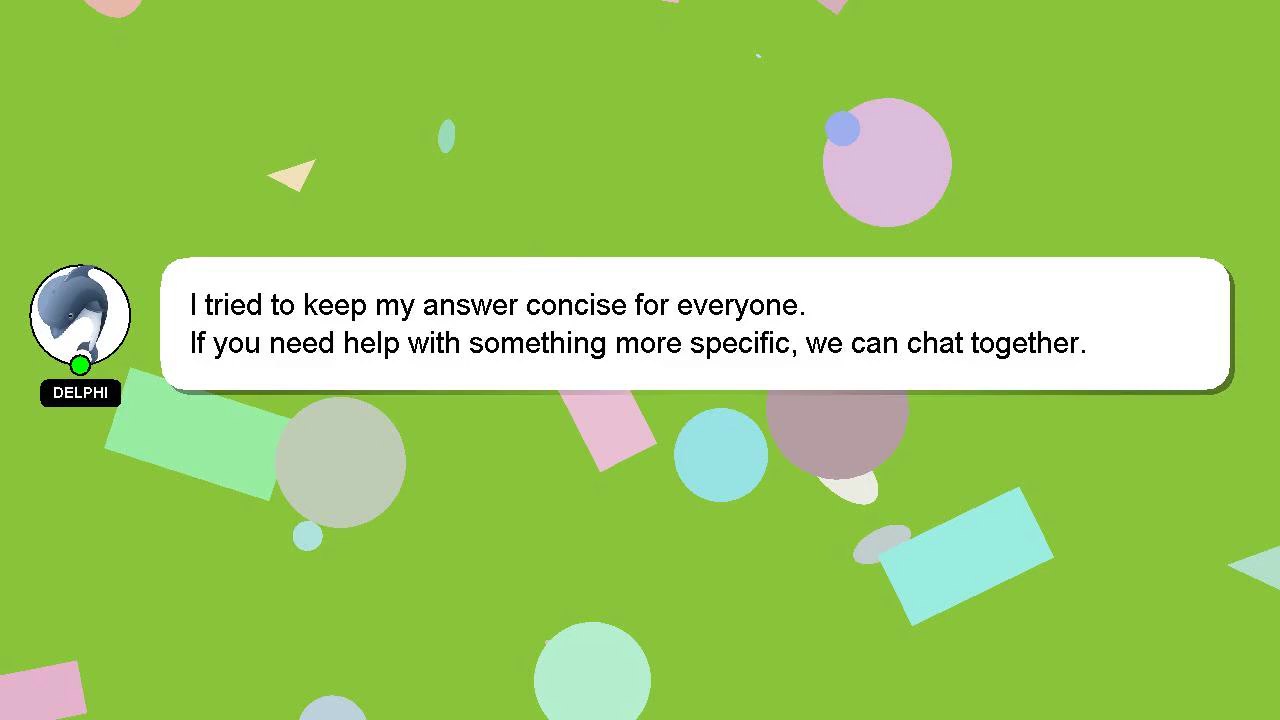 I tried to keep my answer concise for everyone.
If you need help with something more specific, we can chat together.
DELPHI